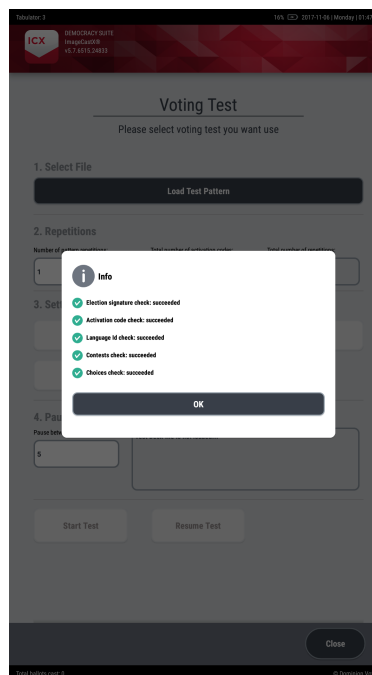 Tabulator: 3 16% 2017-11-06 | Monday | 01:47
ICX
DEMOCRACY SUITE
ImageCastX®
v5.7.6515.24833
Voting Test
Please select voting test you want use
1. Select File
Load Test Pattern
2. Repetitions
Number of pattern repetitions: Total number of activation codes: Total number of repetitions:
1
Info
Election signature check: succeeded
3. Set
Activation code check: succeeded
Language Id check: succeeded
Contests check: succeeded
Choices check: succeeded
OK
4. Pau
Pause betw
5
Start Test Resume Test
Close
Total ballots cast: 0 © Dominion Vo